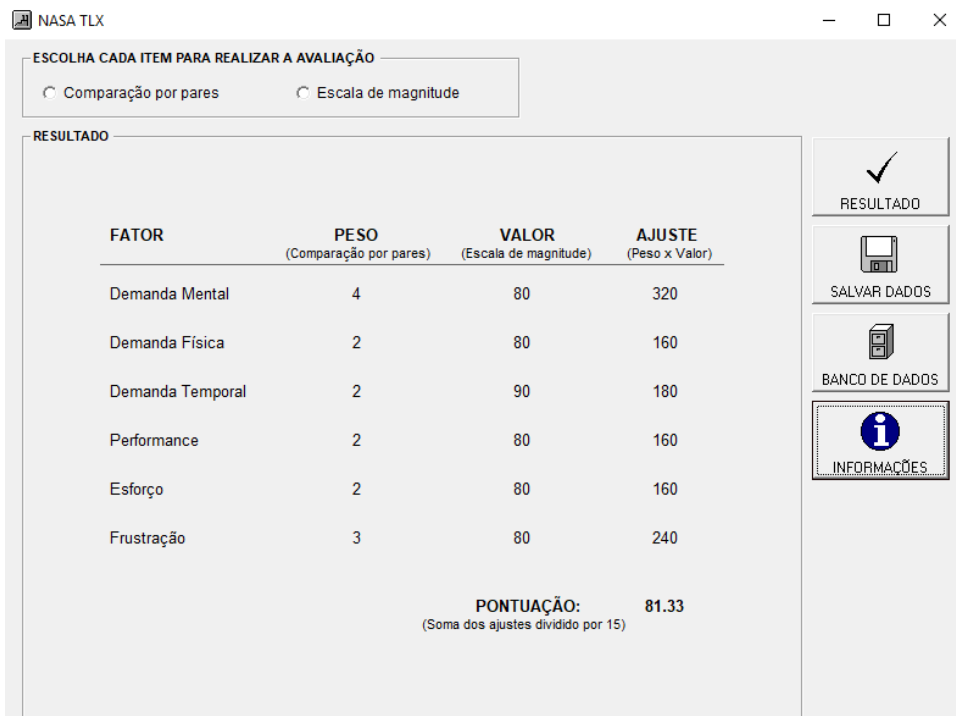 NASA TLX
ESCOLHA CADA ITEM PARA REALIZAR A AVALIAÇÃO
Comparação por pares Escala de magnitude
RESULTADO
FATOR PESO VALOR AJUSTE
(Comparação por pares) (Escala de magnitude) (Peso x Valor)
Demanda Mental 4 80 320
Demanda Física 2 80 160
Demanda Temporal 2 90 180
Performance 2 80 160
Esforço 2 80 160
Frustração 3 80 240
PONTUAÇÃO: 81.33
(Soma dos ajustes dividido por 15)
RESULTADO
SALVAR DADOS
BANCO DE DADOS
INFORMAÇÕES